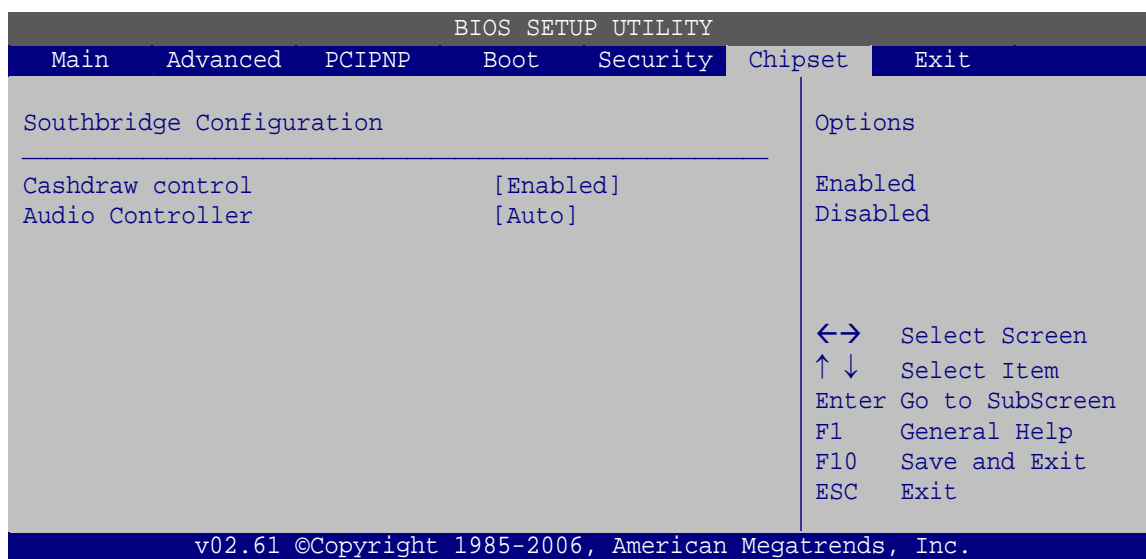 BIOS SETUP UTILITY
Main Advanced PCIPNP Boot Security Chipset Exit
Southbridge Configuration
Cashdraw control [Enabled]
Audio Controller [Auto]
Options
Enabled
Disabled
←→ Select Screen
↑ ↓ Select Item
Enter Go to SubScreen
F1 General Help
F10 Save and Exit
ESC Exit
v02.61 ©Copyright 1985-2006, American Megatrends, Inc.